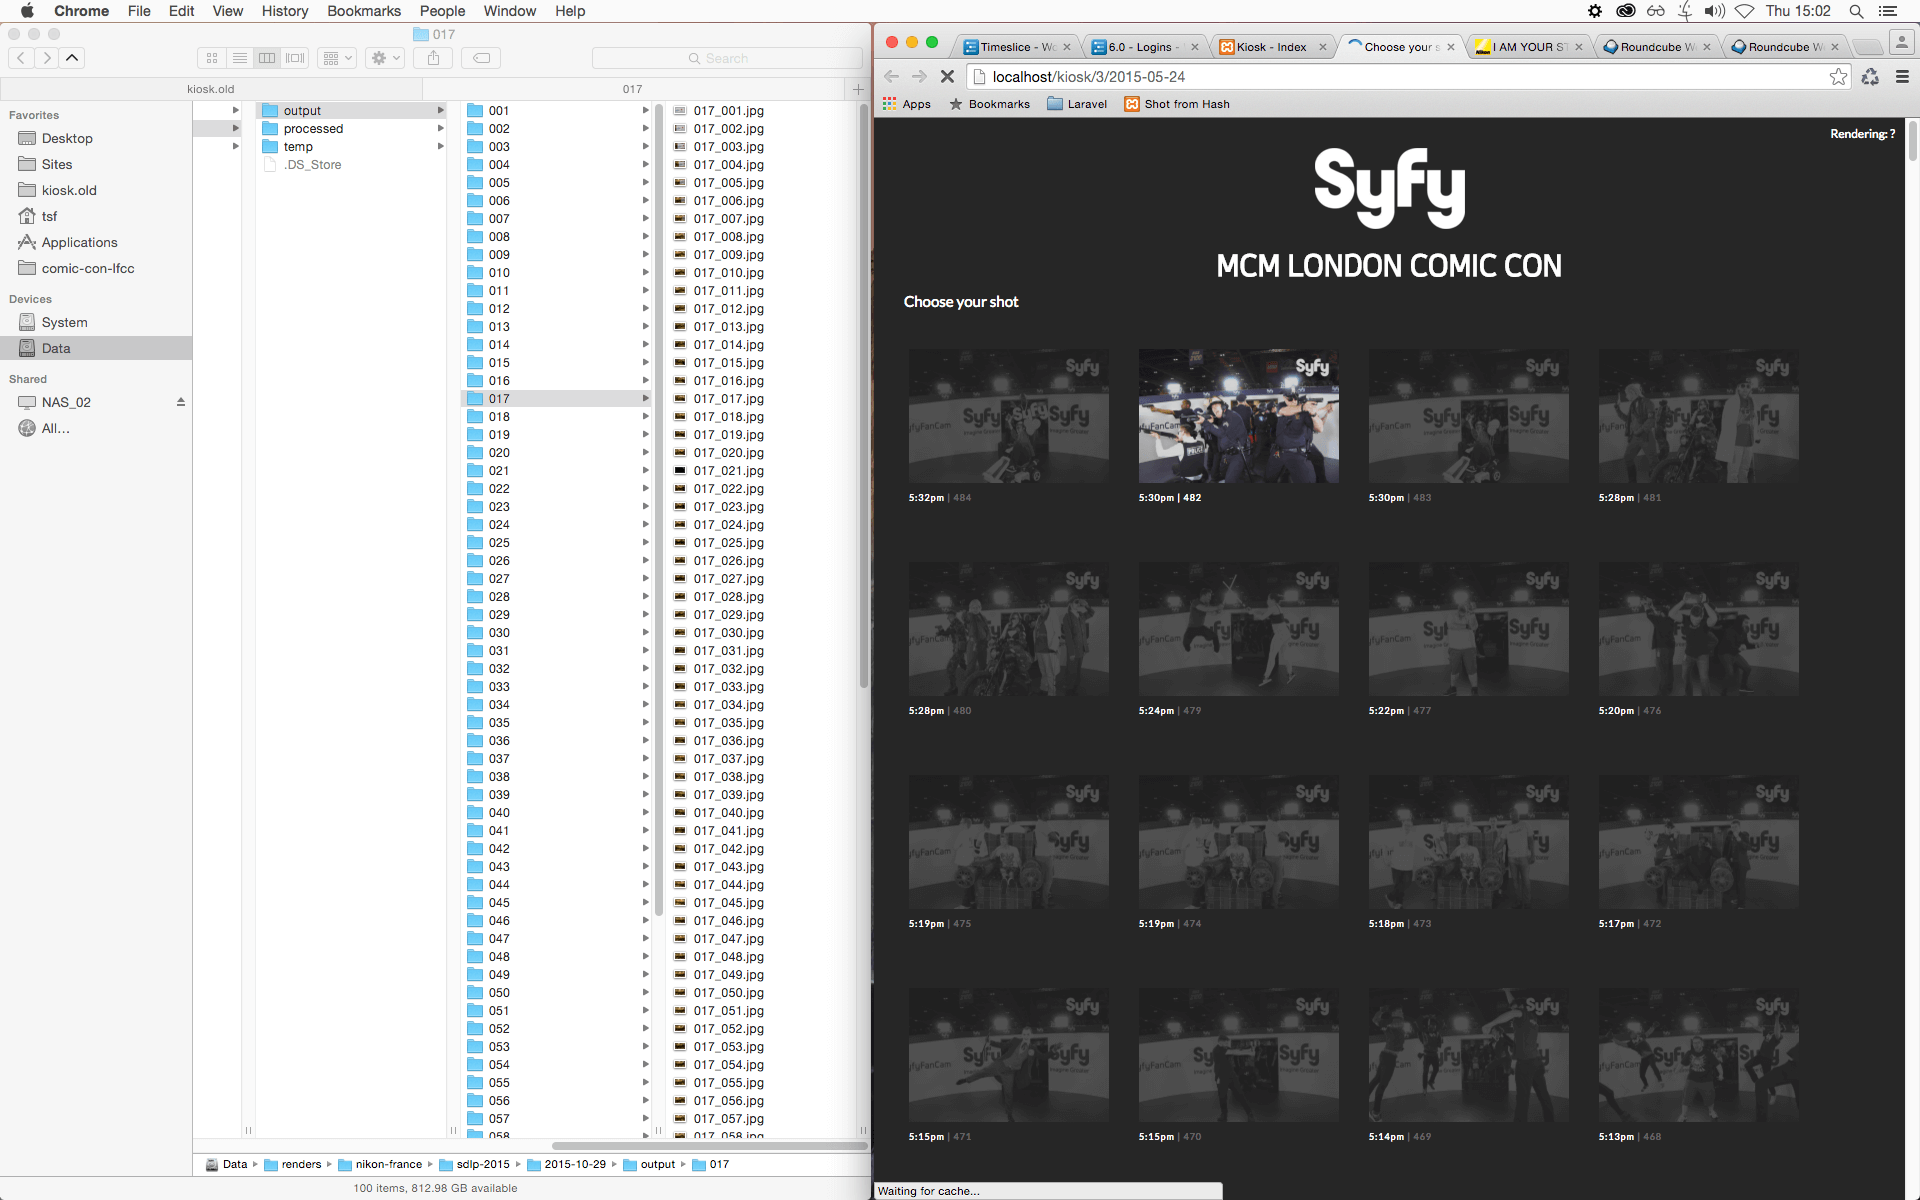 Chrome File Edit View History Bookmarks People Window Help Thu 15:02
017
Search
kiosk.old 017
Favorites
Desktop
Sites
kiosk.old
tsf
Applications
comic-con-lfcc
Devices
System
Data
Shared
NAS_02
All...
output
processed
temp
.DS_Store
001
002
003
004
005
006
007
008
009
010
011
012
013
014
015
016
017
018
019
020
021
022
023
024
025
026
027
028
029
030
031
032
033
034
035
036
037
038
039
040
041
042
043
044
045
046
047
048
049
050
051
052
053
054
055
056
057
058
017_001.jpg
017_002.jpg
017_003.jpg
017_004.jpg
017_005.jpg
017_006.jpg
017_007.jpg
017_008.jpg
017_009.jpg
017_010.jpg
017_011.jpg
017_012.jpg
017_013.jpg
017_014.jpg
017_015.jpg
017_016.jpg
017_017.jpg
017_018.jpg
017_019.jpg
017_020.jpg
017_021.jpg
017_022.jpg
017_023.jpg
017_024.jpg
017_025.jpg
017_026.jpg
017_027.jpg
017_028.jpg
017_029.jpg
017_030.jpg
017_031.jpg
017_032.jpg
017_033.jpg
017_034.jpg
017_035.jpg
017_036.jpg
017_037.jpg
017_038.jpg
017_039.jpg
017_040.jpg
017_041.jpg
017_042.jpg
017_043.jpg
017_044.jpg
017_045.jpg
017_046.jpg
017_047.jpg
017_048.jpg
017_049.jpg
017_050.jpg
017_051.jpg
017_052.jpg
017_053.jpg
017_054.jpg
017_055.jpg
017_056.jpg
017_057.jpg
017_058.jpg
Data renders nikon-france sdlp-2015 2015-10-29 output 017
100 items, 812.98 GB available
Timeslice - Wo 6.0 - Logins - Kiosk - Index Choose your s I AM YOUR ST Roundcube W Roundcube W
localhost/kiosk/3/2015-05-24
Apps Bookmarks Laravel Shot from Hash
Rendering: ?
Syfy
MCM LONDON COMIC CON
Choose your shot
5:32pm | 484 5:30pm | 482 5:30pm | 483 5:28pm | 481
5:28pm | 480 5:24pm | 479 5:22pm | 477 5:20pm | 476
5:19pm | 475 5:19pm | 474 5:18pm | 473 5:17pm | 472
5:15pm | 471 5:15pm | 470 5:14pm | 469 5:13pm | 468
Waiting for cache...